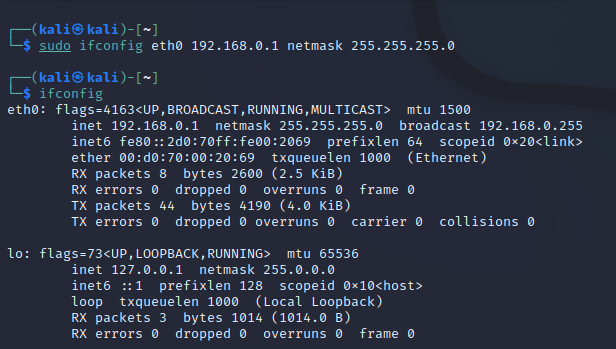 ┌──(kali㉿kali)-[~]
└─$ sudo ifconfig eth0 192.168.0.1 netmask 255.255.255.0
┌──(kali㉿kali)-[~]
└─$ ifconfig
eth0: flags=4163<UP,BROADCAST,RUNNING,MULTICAST>  mtu 1500
        inet 192.168.0.1  netmask 255.255.255.0  broadcast 192.168.0.255
        inet6 fe80::2d0:70ff:fe00:2069  prefixlen 64  scopeid 0×20<link>
        ether 00:d0:70:00:20:69  txqueuelen 1000  (Ethernet)
        RX packets 8  bytes 2600 (2.5 KiB)
        RX errors 0  dropped 0  overruns 0  frame 0
        TX packets 44  bytes 4190 (4.0 KiB)
        TX errors 0  dropped 0 overruns 0  carrier 0  collisions 0
lo: flags=73<UP,LOOPBACK,RUNNING>  mtu 65536
        inet 127.0.0.1  netmask 255.0.0.0
        inet6 ::1  prefixlen 128  scopeid 0×10<host>
        loop  txqueuelen 1000  (Local Loopback)
        RX packets 3  bytes 1014 (1014.0 B)
        RX errors 0  dropped 0  overruns 0  frame 0